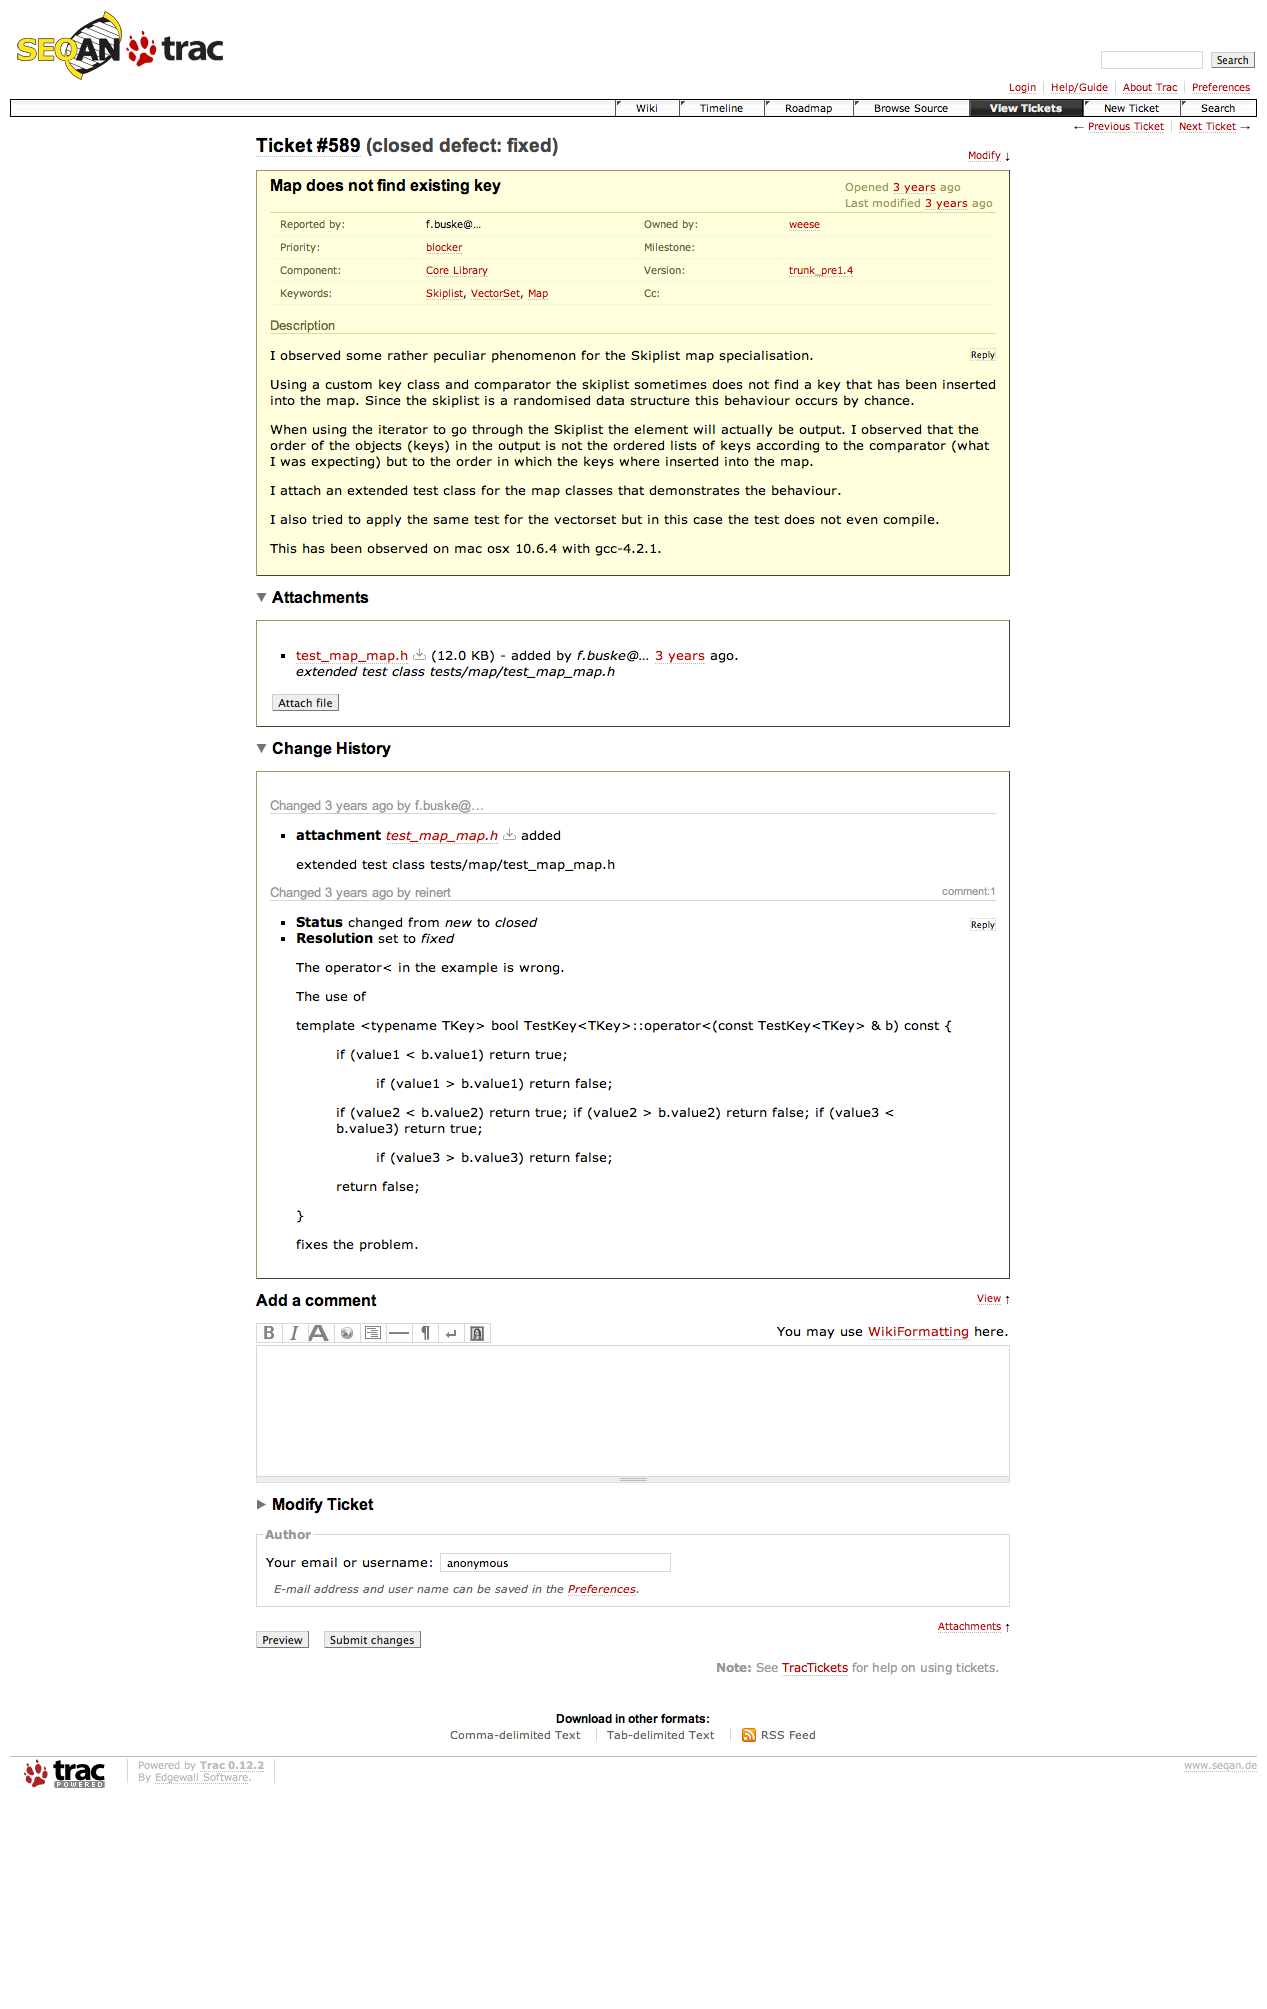 SEQAN trac
Search
Login Help/Guide About Trac Preferences
Wiki Timeline Roadmap Browse Source View Tickets New Ticket Search
← Previous Ticket Next Ticket →
Ticket #589 (closed defect: fixed)
Modify ↓
Map does not find existing key
Opened 3 years ago
Last modified 3 years ago
Reported by: f.buske@… Owned by: weese
Priority: blocker Milestone:
Component: Core Library Version: trunk_pre1.4
Keywords: Skiplist, VectorSet, Map Cc:
Description
I observed some rather peculiar phenomenon for the Skiplist map specialisation.
Reply
Using a custom key class and comparator the skiplist sometimes does not find a key that has been inserted
into the map. Since the skiplist is a randomised data structure this behaviour occurs by chance.
When using the iterator to go through the Skiplist the element will actually be output. I observed that the
order of the objects (keys) in the output is not the ordered lists of keys according to the comparator (what
I was expecting) but to the order in which the keys where inserted into the map.
I attach an extended test class for the map classes that demonstrates the behaviour.
I also tried to apply the same test for the vectorset but in this case the test does not even compile.
This has been observed on mac osx 10.6.4 with gcc-4.2.1.
Attachments
test_map_map.h (12.0 KB) - added by f.buske@… 3 years ago.
extended test class tests/map/test_map_map.h
Attach file
Change History
Changed 3 years ago by f.buske@…
attachment test_map_map.h added
extended test class tests/map/test_map_map.h
Changed 3 years ago by reinert comment:1
Status changed from new to closed
Reply
Resolution set to fixed
The operator< in the example is wrong.
The use of
template <typename TKey> bool TestKey<TKey>::operator<(const TestKey<TKey> & b) const {
if (value1 < b.value1) return true;
if (value1 > b.value1) return false;
if (value2 < b.value2) return true; if (value2 > b.value2) return false; if (value3 <
b.value3) return true;
if (value3 > b.value3) return false;
return false;
}
fixes the problem.
Add a comment
View ↑
B I A ¶ ↵
You may use WikiFormatting here.
Modify Ticket
Author
Your email or username: anonymous
E-mail address and user name can be saved in the Preferences.
Attachments ↑
Preview Submit changes
Note: See TracTickets for help on using tickets.
Download in other formats:
Comma-delimited Text Tab-delimited Text RSS Feed
trac POWERED
Powered by Trac 0.12.2
By Edgewall Software.
www.seqan.de